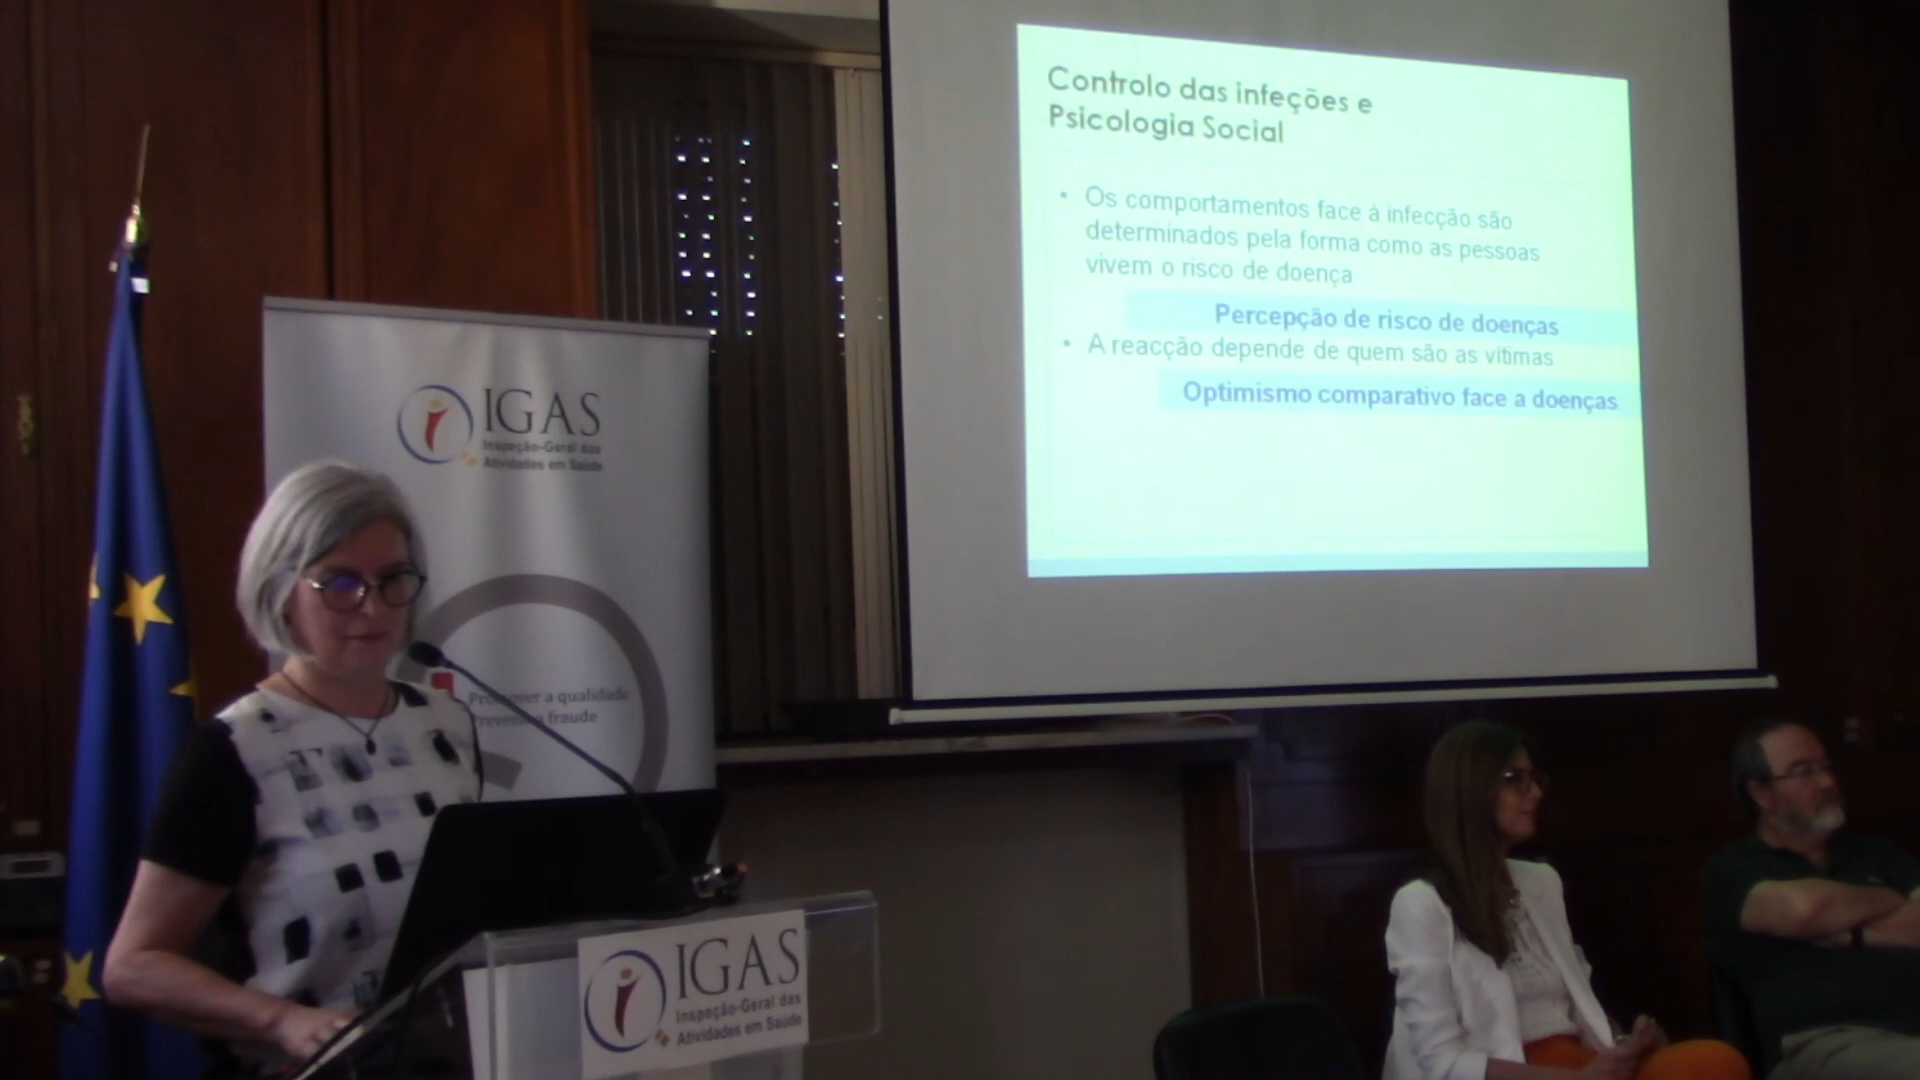 Controlo das infeções e
Psicologia Social
• Os comportamentos face à infecção são
determinados pela forma como as pessoas
vivem o risco de doença
Percepção de risco de doenças
• A reacção depende de quem são as vítimas
Optimismo comparativo face a doenças
IGAS
Inspeção-Geral das
Atividades em Saúde
Promover a qualidade
Prevenir a fraude
IGAS
Inspeção-Geral das
Atividades em Saúde